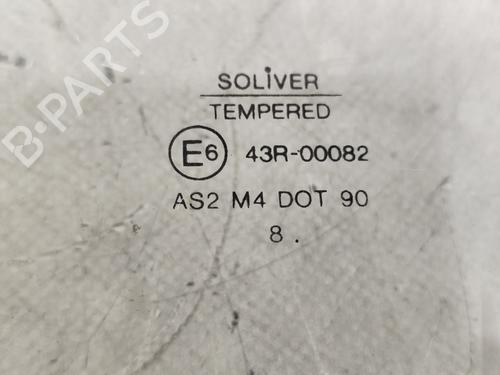 B-PARTS
SOLIVER
TEMPERED
E6 43R-00082
AS2 M4 DOT 90
8 .